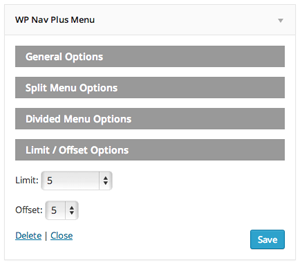 WP Nav Plus Menu
General Options
Split Menu Options
Divided Menu Options
Limit / Offset Options
Limit: 5
Offset: 5
Delete | Close
Save